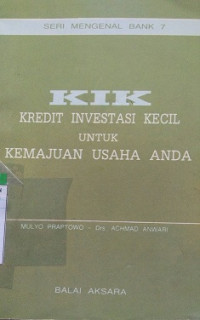 SERI MENGENAL BANK 7
KIK
KREDIT INVESTASI KECIL
UNTUK
KEMAJUAN USAHA ANDA
MULYO PRAPTOWO - Drs. ACHMAD ANWARI
BALAI AKSARA